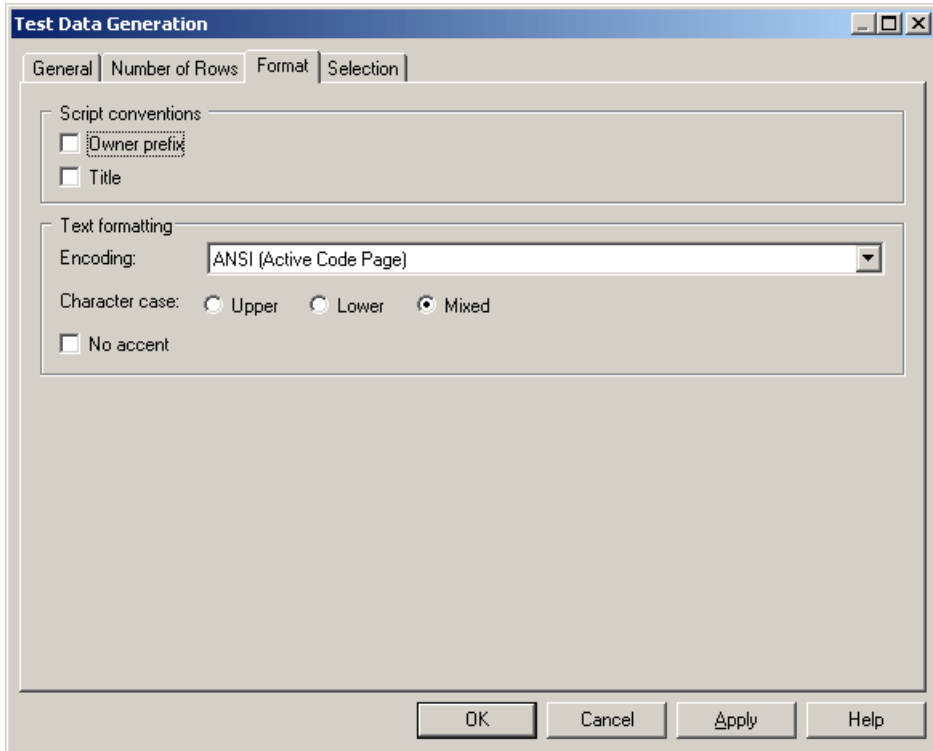 Test Data Generation
General Number of Rows Format Selection
Script conventions
Owner prefix
Title
Text formatting
Encoding: ANSI (Active Code Page)
Character case: Upper Lower Mixed
No accent
OK Cancel Apply Help